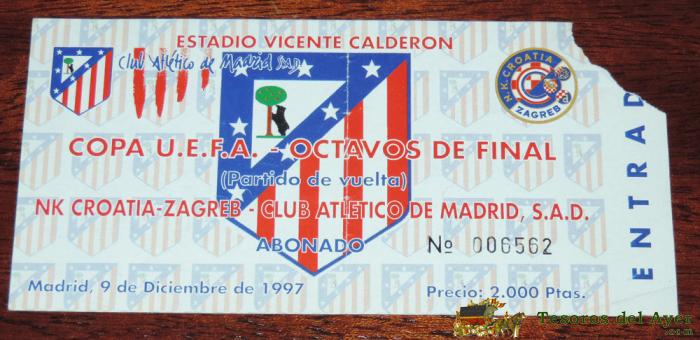 ESTADIO VICENTE CALDERON
Club Atlético de Madrid s.a.d.
N.K. CROATIA
ZAGREB
COPA U.E.F.A. - OCTAVOS DE FINAL
(Partido de vuelta)
NK CROATIA-ZAGREB - CLUB ATLETICO DE MADRID, S.A.D.
ABONADO Nº 006562
Madrid, 9 de Diciembre de 1997 Precio: 2.000 Ptas.
ENTRAD
Tesoros del Ayer
.com